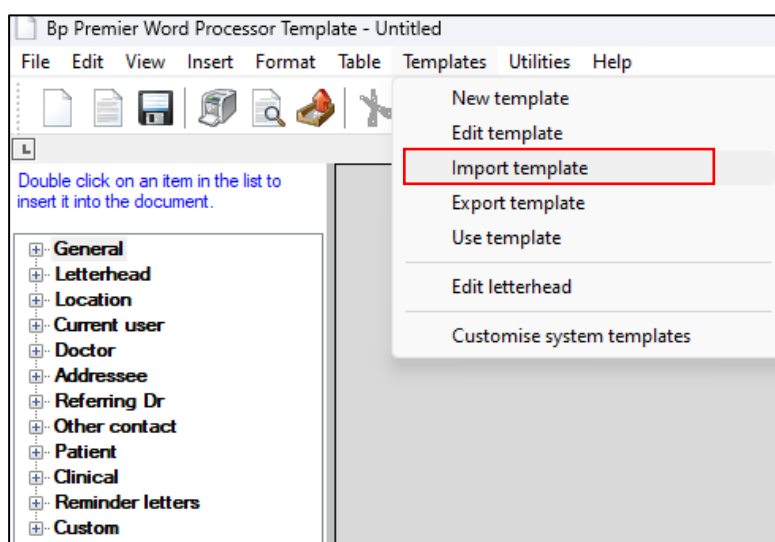 Bp Premier Word Processor Template - Untitled
File Edit View Insert Format Table Templates Utilities Help
New template
Edit template
Import template
Export template
Use template
Edit letterhead
Customise system templates
L
Double click on an item in the list to
insert it into the document.
General
Letterhead
Location
Current user
Doctor
Addressee
Referring Dr
Other contact
Patient
Clinical
Reminder letters
Custom